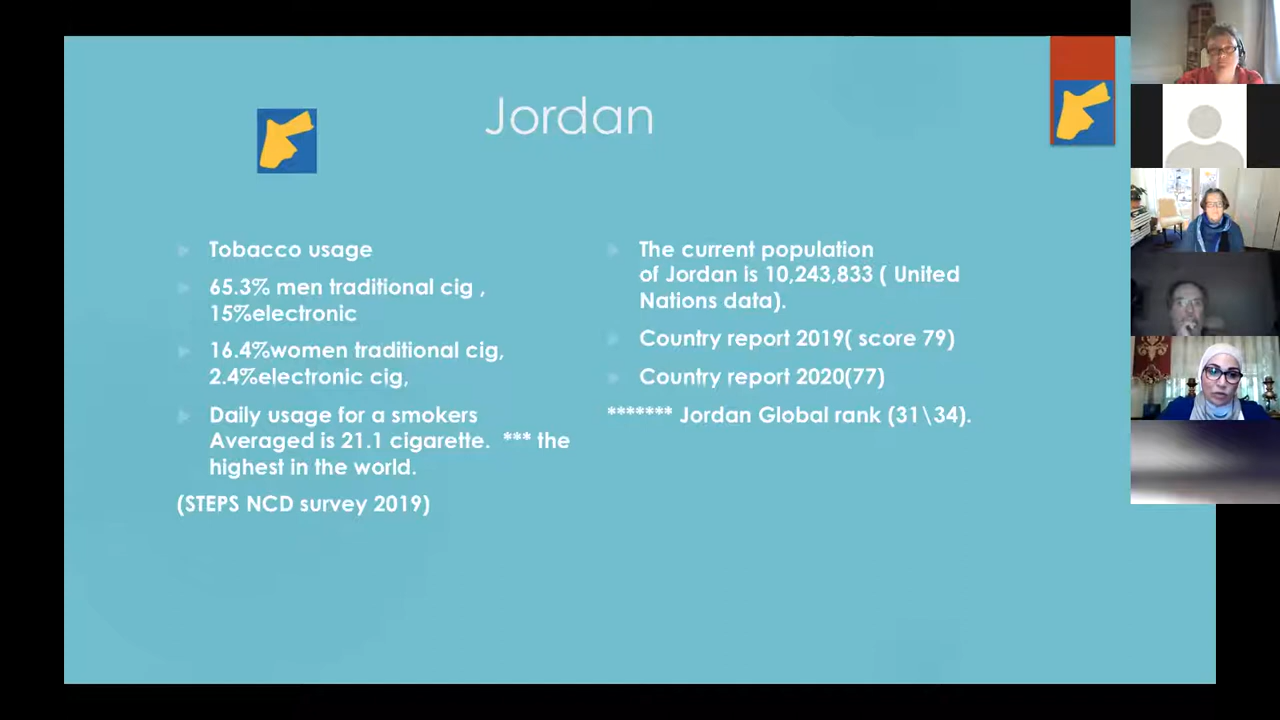 Jordan
Tobacco usage
65.3% men traditional cig ,
15%electronic
16.4%women traditional cig,
2.4%electronic cig,
Daily usage for a smokers
Averaged is 21.1 cigarette.  *** the
highest in the world.
(STEPS NCD survey 2019)
The current population
of Jordan is 10,243,833 ( United
Nations data).
Country report 2019( score 79)
Country report 2020(77)
******* Jordan Global rank (31\34).